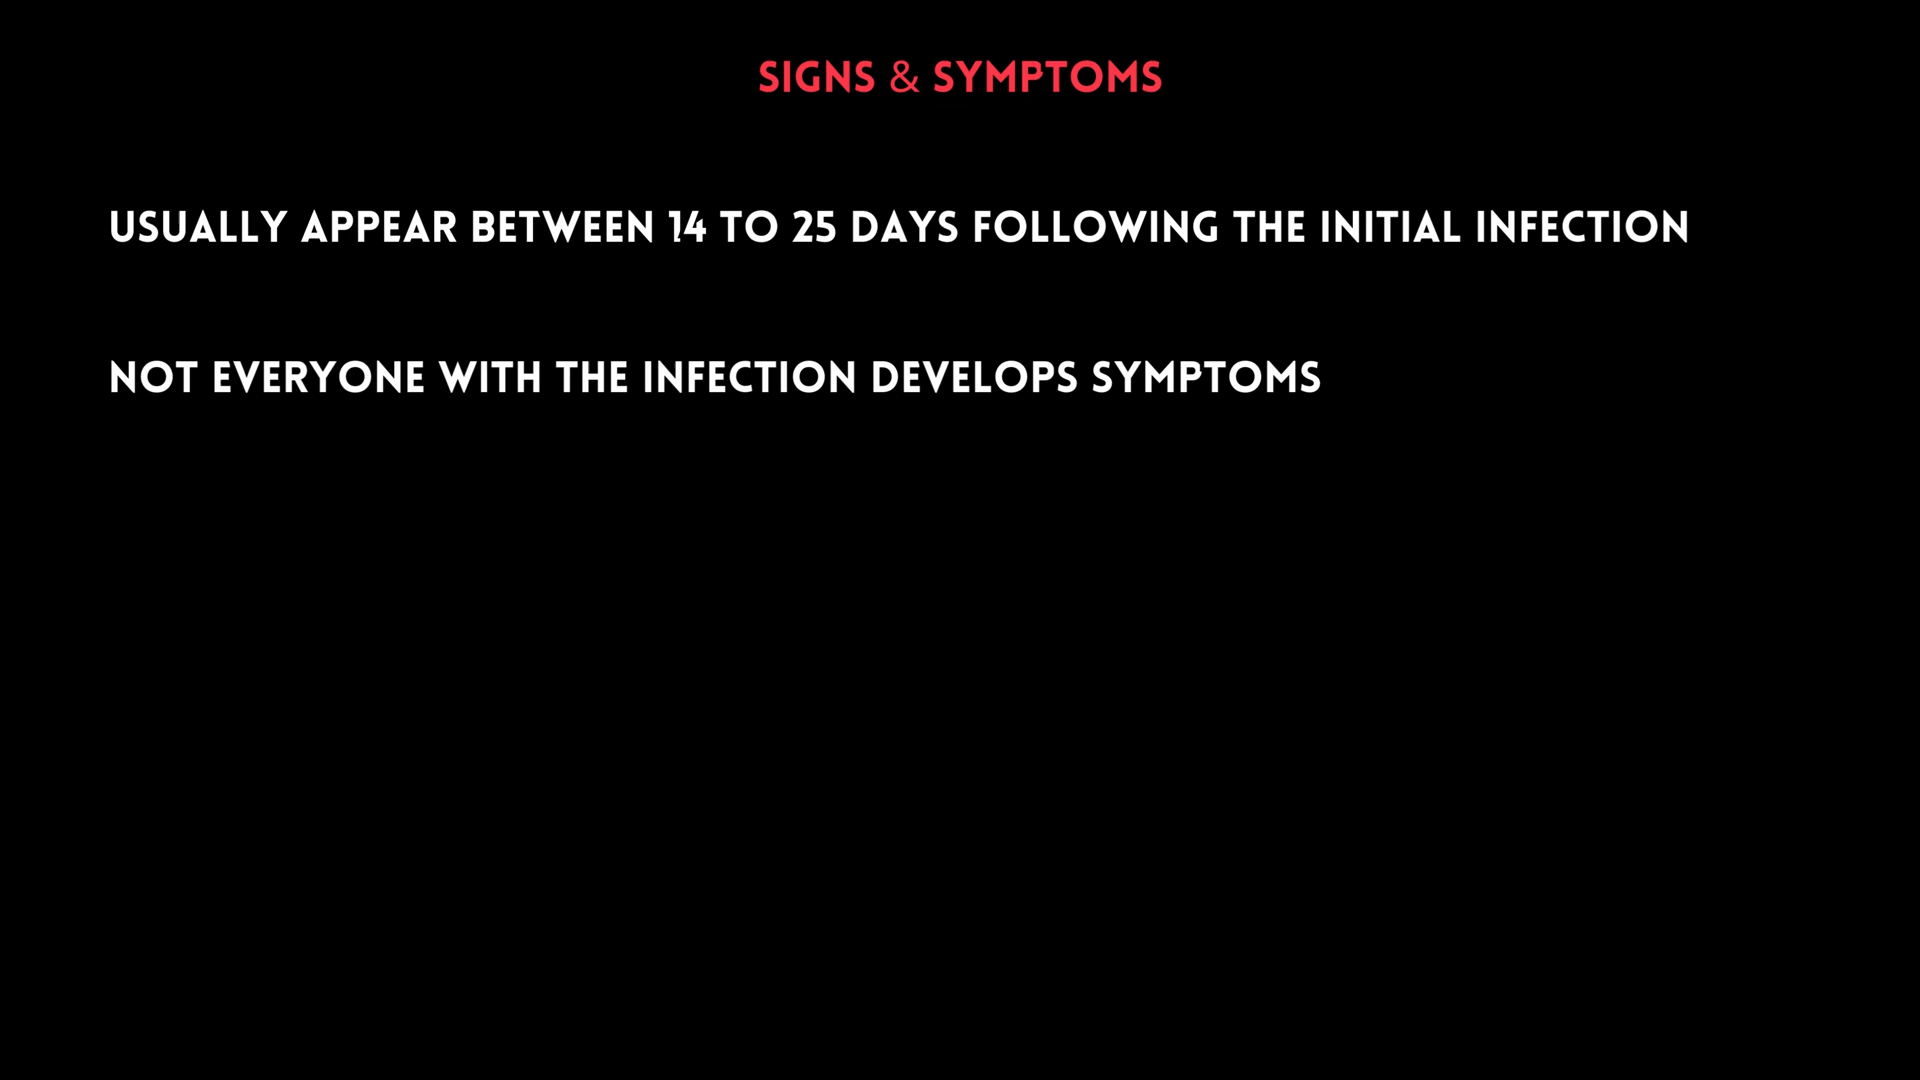 SIGNS & SYMPTOMS
USUALLY APPEAR BETWEEN 14 TO 25 DAYS FOLLOWING THE INITIAL INFECTION
NOT EVERYONE WITH THE INFECTION DEVELOPS SYMPTOMS